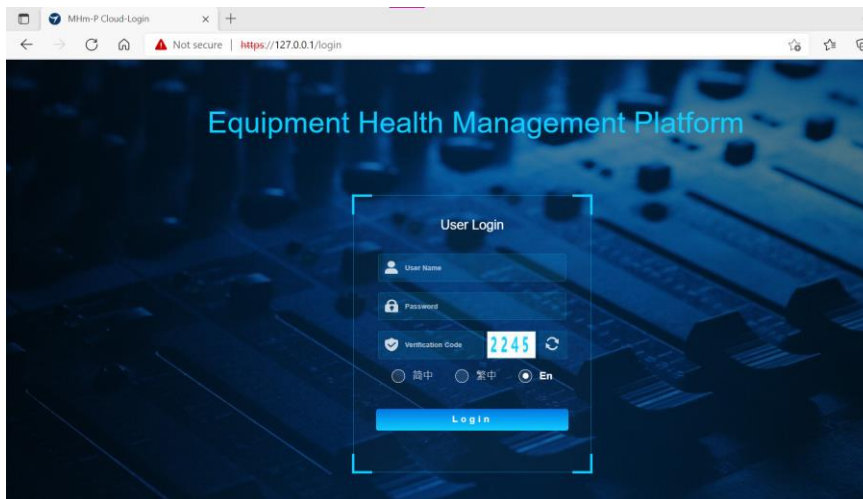 MHm-P Cloud-Login
Not secure | https://127.0.0.1/login
Equipment Health Management Platform
User Login
User Name
Password
Verification Code 2245
简中 繁中 En
Login